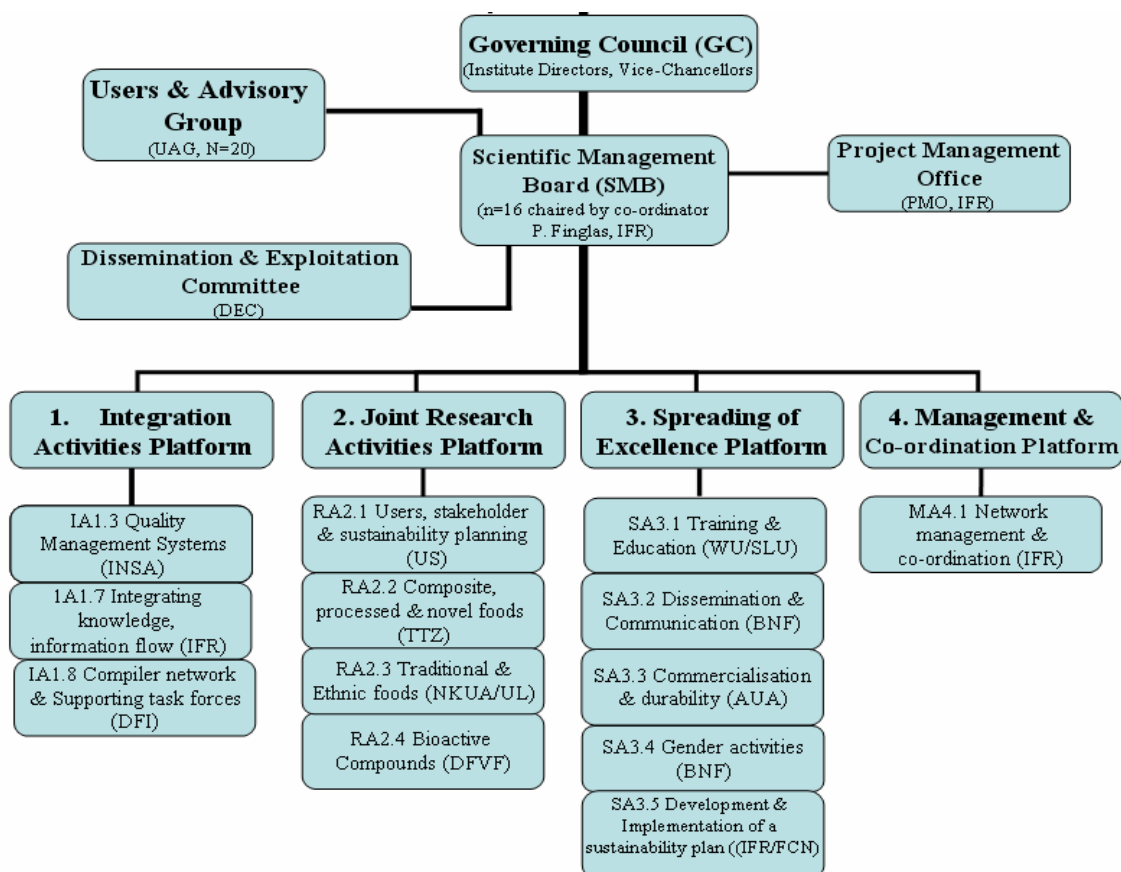 Governing Council (GC)
(Institute Directors, Vice-Chancellors
Users & Advisory
Group
(UAG, N=20)
Scientific Management
Board (SMB)
(n=16 chaired by co-ordinator
P. Finglas, IFR)
Project Management
Office
(PMO, IFR)
Dissemination & Exploitation
Committee
(DEC)
1. Integration
Activities Platform
IA1.3 Quality
Management Systems
(INSA)
1A1.7 Integrating
knowledge,
information flow (IFR)
IA1.8 Compiler network
& Supporting task forces
(DFI)
2. Joint Research
Activities Platform
RA2.1 Users, stakeholder
& sustainability planning
(US)
RA2.2 Composite,
processed & novel foods
(TTZ)
RA2.3 Traditional &
Ethnic foods (NKUA/UL)
RA2.4 Bioactive
Compounds (DFVF)
3. Spreading of
Excellence Platform
SA3.1 Training &
Education (WU/SLU)
SA3.2 Dissemination &
Communication (BNF)
SA3.3 Commercialisation
& durability (AUA)
SA3.4 Gender activities
(BNF)
SA3.5 Development &
Implementation of a
sustainability plan ((IFR/FCN)
4. Management &
Co-ordination Platform
MA4.1 Network
management &
co-ordination (IFR)